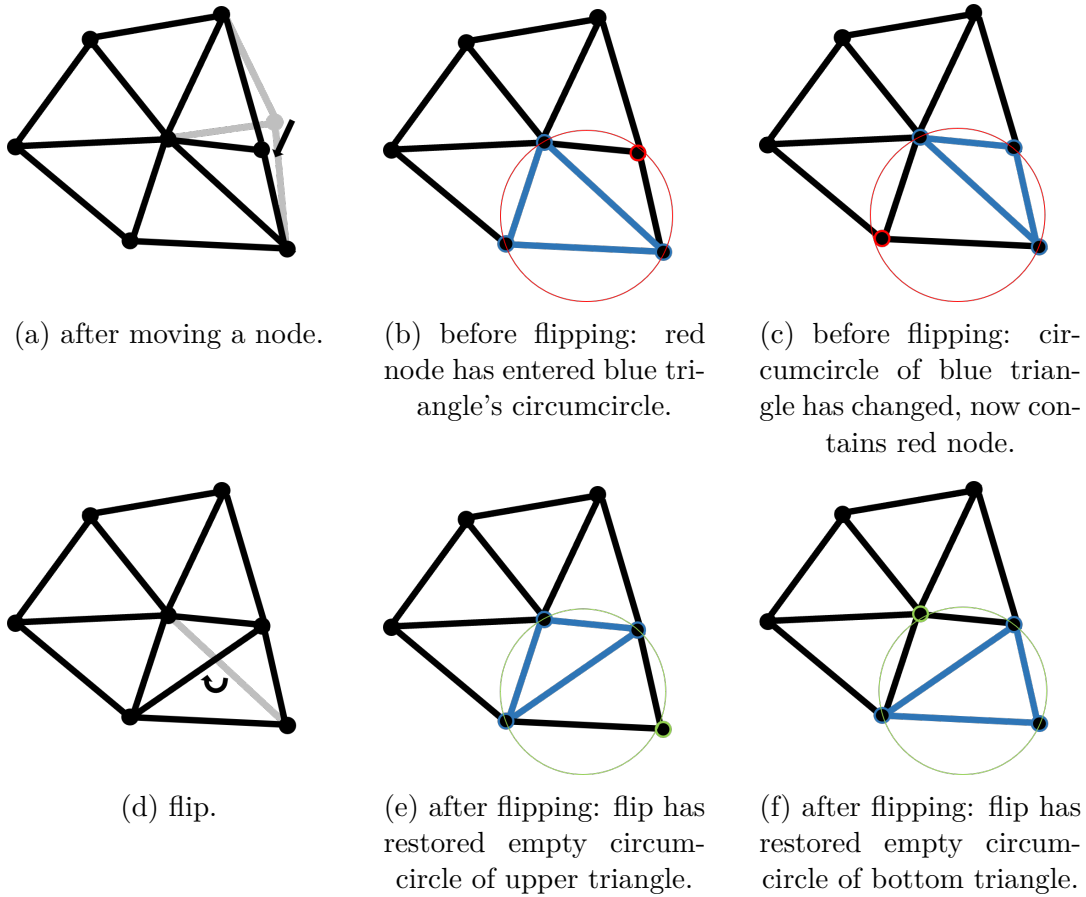 (a) after moving a node.
(b) before flipping: red
node has entered blue tri-
angle's circumcircle.
(c) before flipping: cir-
cumcircle of blue trian-
gle has changed, now con-
tains red node.
(d) flip.
(e) after flipping: flip has
restored empty circum-
circle of upper triangle.
(f) after flipping: flip has
restored empty circum-
circle of bottom triangle.